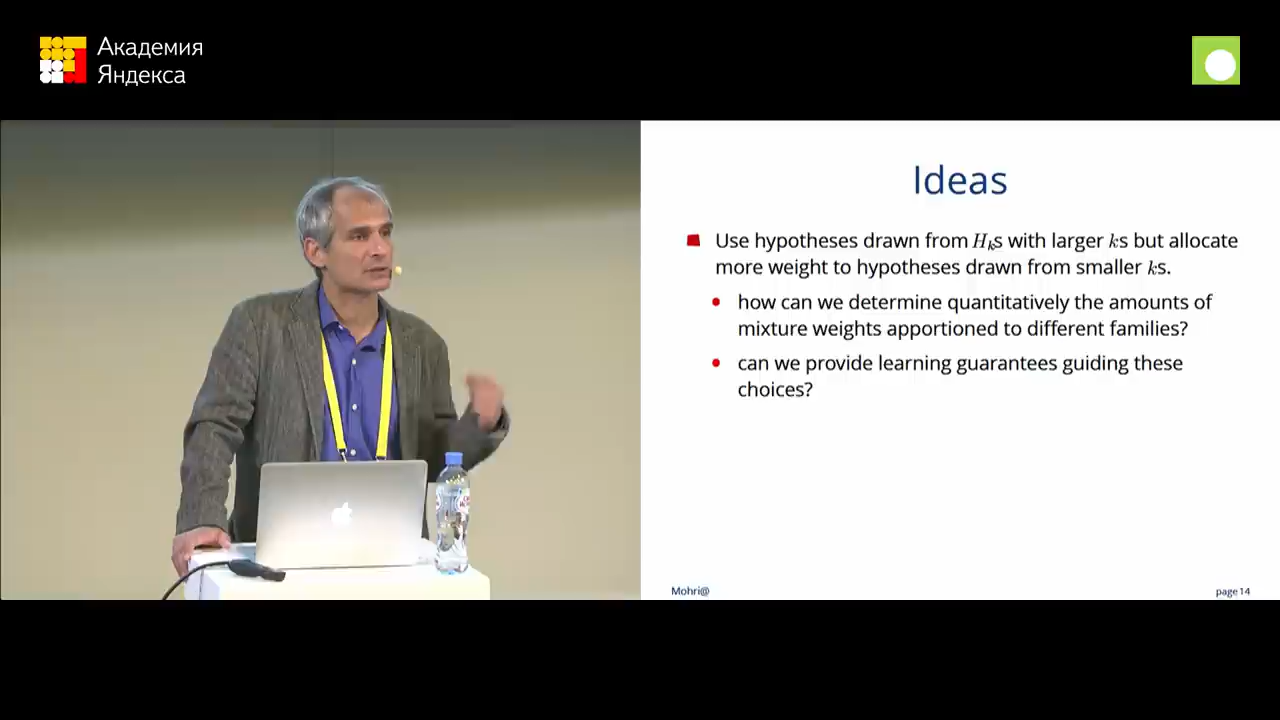 Академия
Яндекса
Ideas
Use hypotheses drawn from Hks with larger ks but allocate
more weight to hypotheses drawn from smaller ks.
how can we determine quantitatively the amounts of
mixture weights apportioned to different families?
can we provide learning guarantees guiding these
choices?
Mohri@
page 14